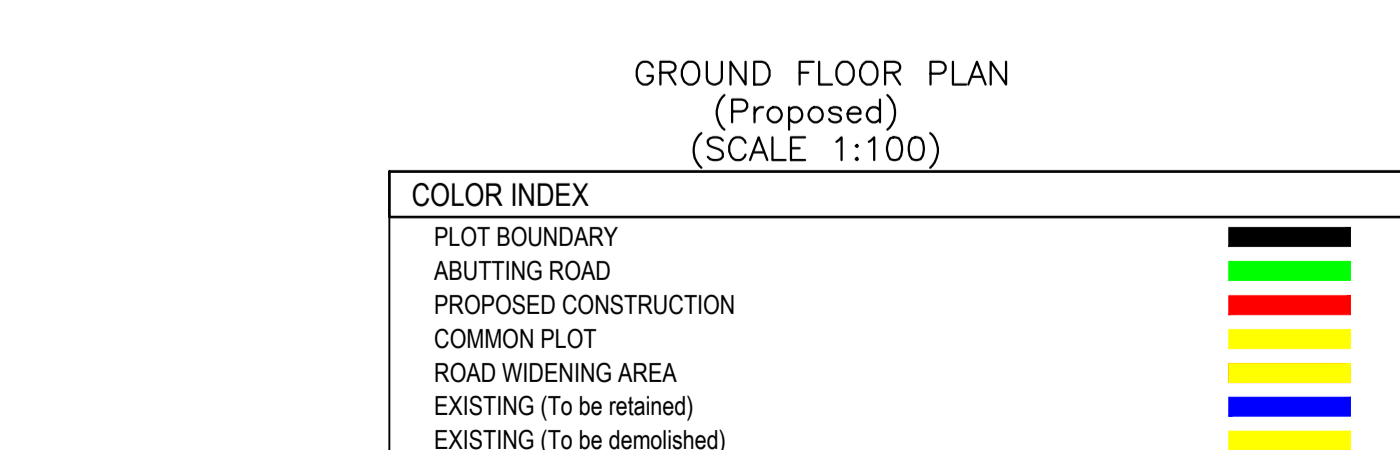 GROUND FLOOR PLAN
(Proposed)
(SCALE 1:100)
COLOR INDEX
PLOT BOUNDARY
ABUTTING ROAD
PROPOSED CONSTRUCTION
COMMON PLOT
ROAD WIDENING AREA
EXISTING (To be retained)
EXISTING (To be demolished)